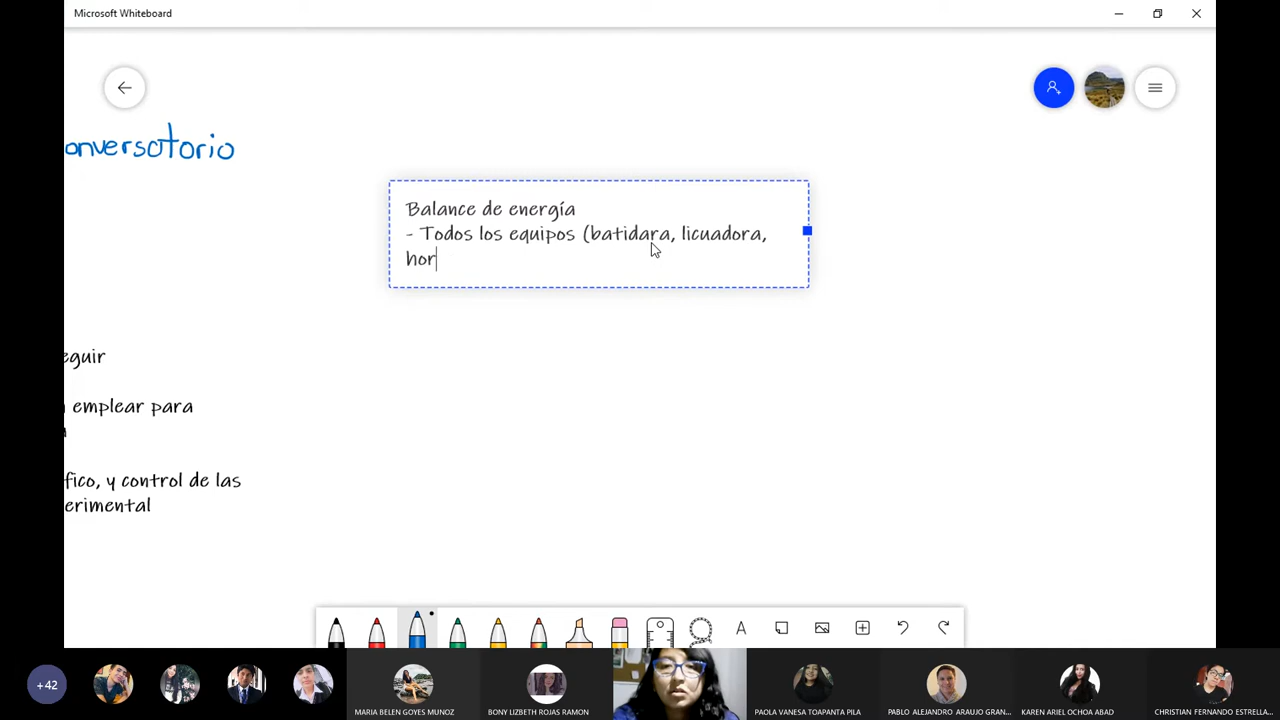 Microsoft Whiteboard
onversatorio
Balance de energía
- Todos los equipos (batidara, licuadora,
hor
eguir
emplear para
fico, y control de las
erimental
A
+42
MARIA BELEN GOYES MUNOZ
BONY LIZBETH ROJAS RAMON
PAOLA VANESA TOAPANTA PILA
PABLO ALEJANDRO ARAUJO GRAN...
KAREN ARIEL OCHOA ABAD
CHRISTIAN FERNANDO ESTRELLA...